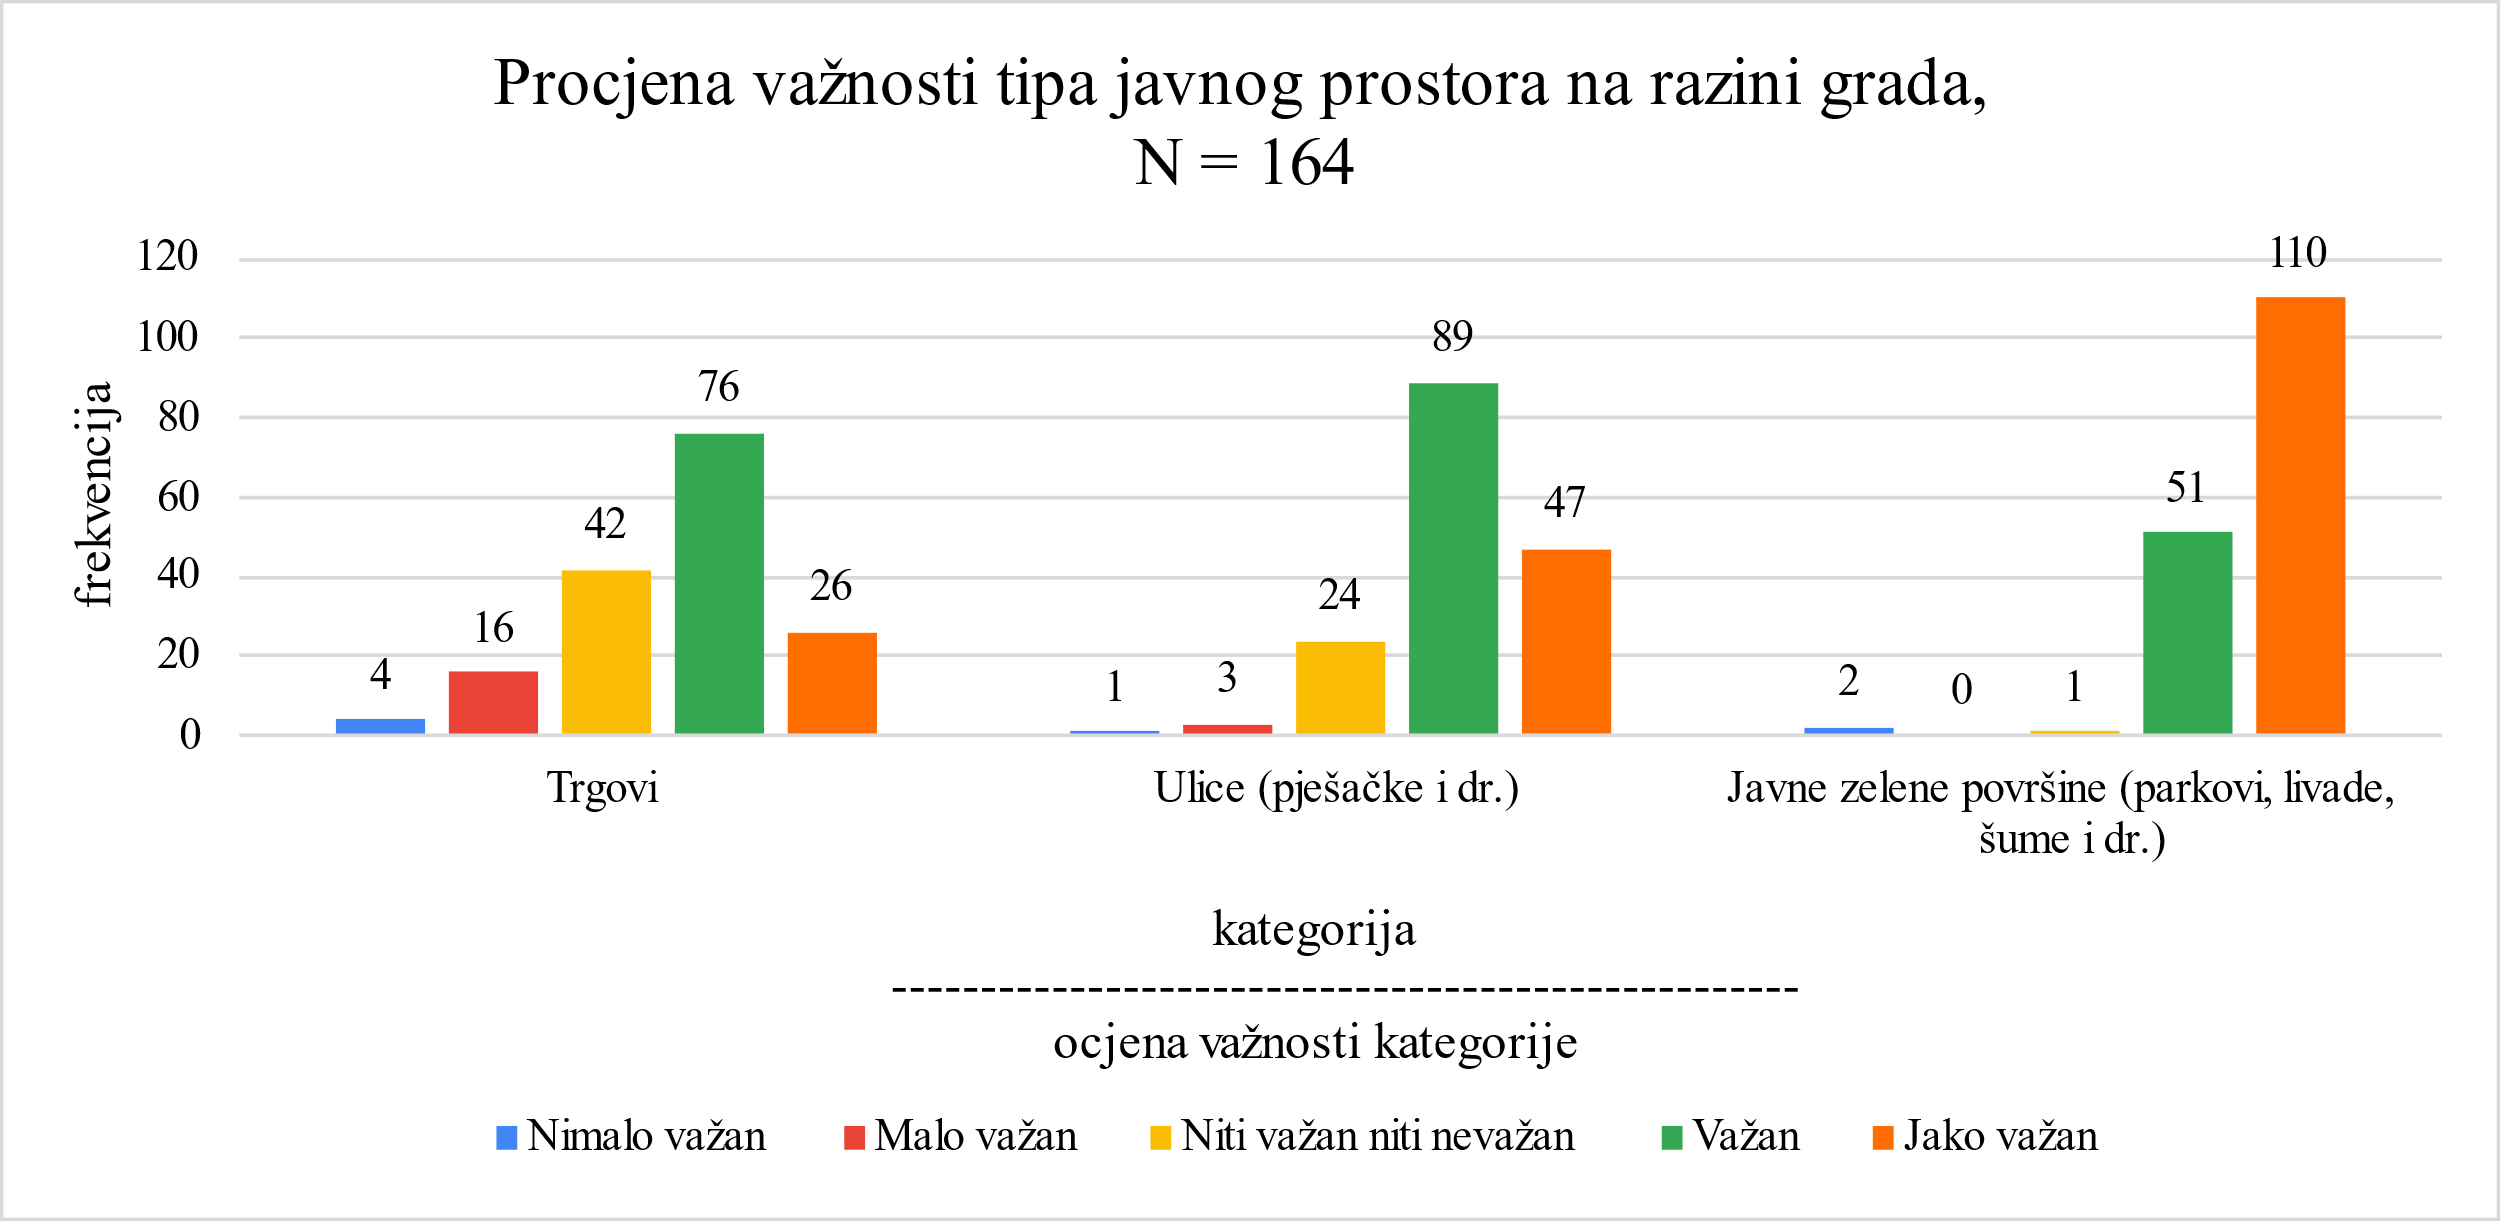 Procjena važnosti tipa javnog prostora na razini grada,
N = 164
120
100
80
60
40
20
0
frekvencija
4
16
42
76
26
1
3
24
89
47
2
0
1
51
110
Trgovi
Ulice (pješačke i dr.)
Javne zelene površine (parkovi, livade,
šume i dr.)
kategorija
---------------------------------------------------
ocjena važnosti kategorije
Nimalo važan
Malo važan
Niti važan niti nevažan
Važan
Jako važan